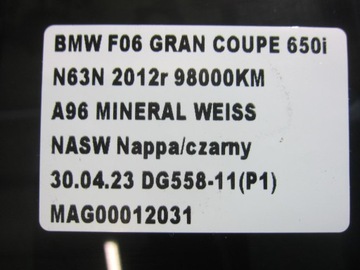 BMW F06 GRAN COUPE 650i
N63N 2012r 98000KM
A96 MINERAL WEISS
NASW Nappa/czarny
30.04.23 DG558-11(P1)
MAG00012031